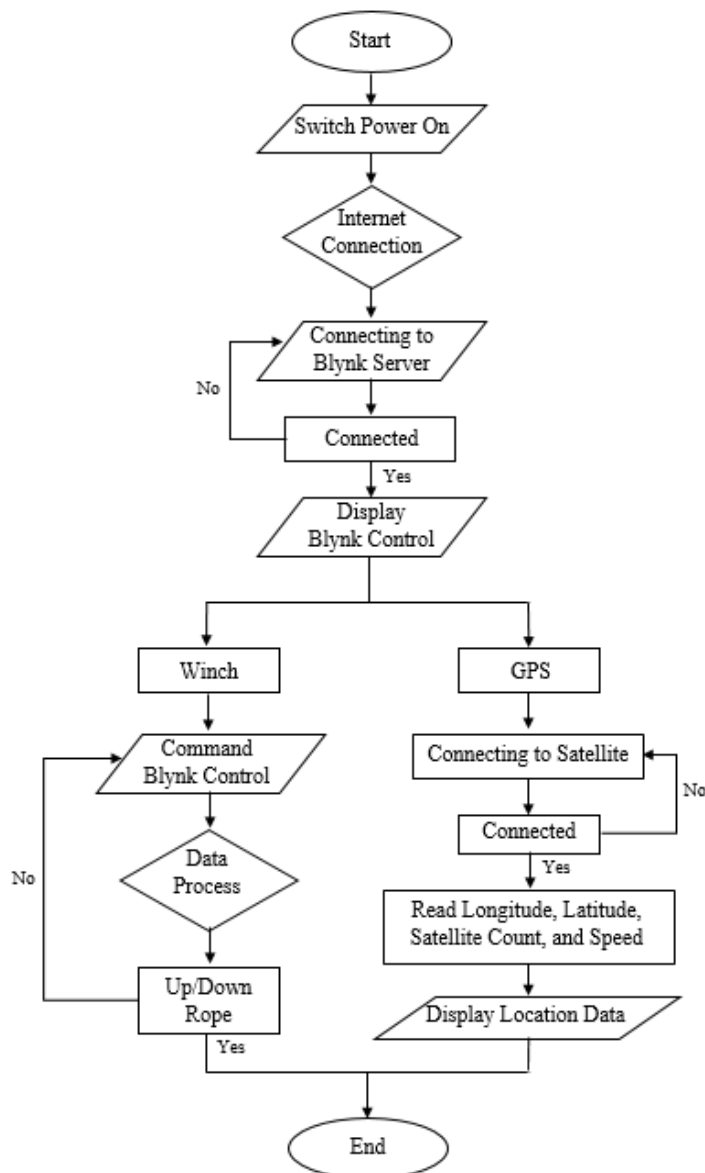 Start
Switch Power On
Internet
Connection
Connecting to
Blynk Server
No
Connected
Yes
Display
Blynk Control
Winch
Command
Blynk Control
Data
Process
No
Up/Down
Rope
Yes
GPS
Connecting to Satellite
No
Connected
Yes
Read Longitude, Latitude,
Satellite Count, and Speed
Display Location Data
End